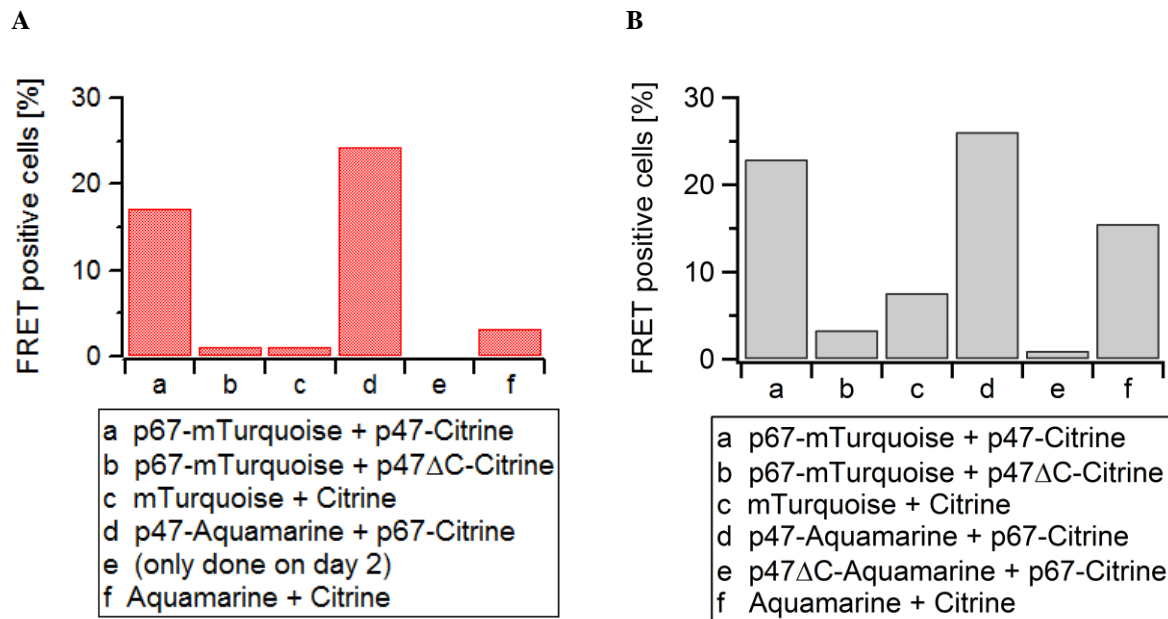 A
FRET positive cells [%]
30
20
10
0
a b c d e f
a p67-mTurquoise + p47-Citrine
b p67-mTurquoise + p47ΔC-Citrine
c mTurquoise + Citrine
d p47-Aquamarine + p67-Citrine
e (only done on day 2)
f Aquamarine + Citrine
B
FRET positive cells [%]
30
20
10
0
a b c d e f
a p67-mTurquoise + p47-Citrine
b p67-mTurquoise + p47ΔC-Citrine
c mTurquoise + Citrine
d p47-Aquamarine + p67-Citrine
e p47ΔC-Aquamarine + p67-Citrine
f Aquamarine + Citrine